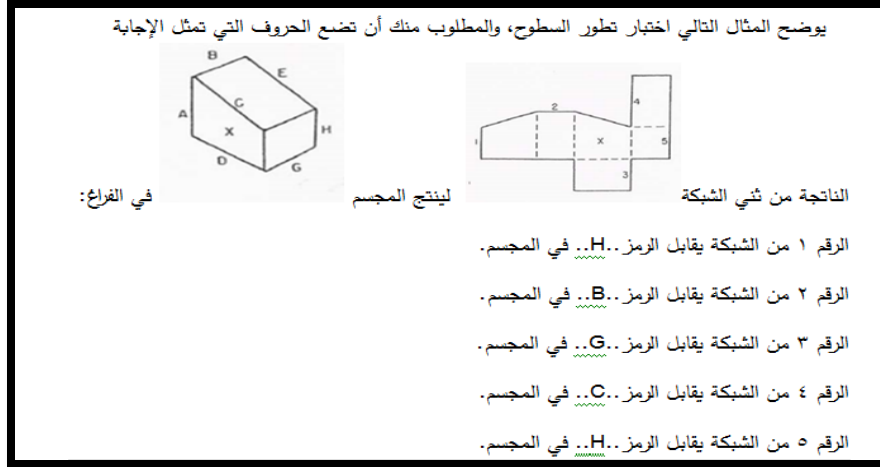 يوضح المثال التالي اختبار تطور السطوح، والمطلوب منك أن تضع الحروف التي تمثل الإجابة
B
E
C
A
X
H
D
G
4
2
1
X
5
3
الناتجة من ثني الشبكة لينتج المجسم في الفراغ:
الرقم ١ من الشبكة يقابل الرمز ..H.. في المجسم.
الرقم ٢ من الشبكة يقابل الرمز ..B.. في المجسم.
الرقم ٣ من الشبكة يقابل الرمز ..G.. في المجسم.
الرقم ٤ من الشبكة يقابل الرمز ..C.. في المجسم.
الرقم ٥ من الشبكة يقابل الرمز ..H.. في المجسم.